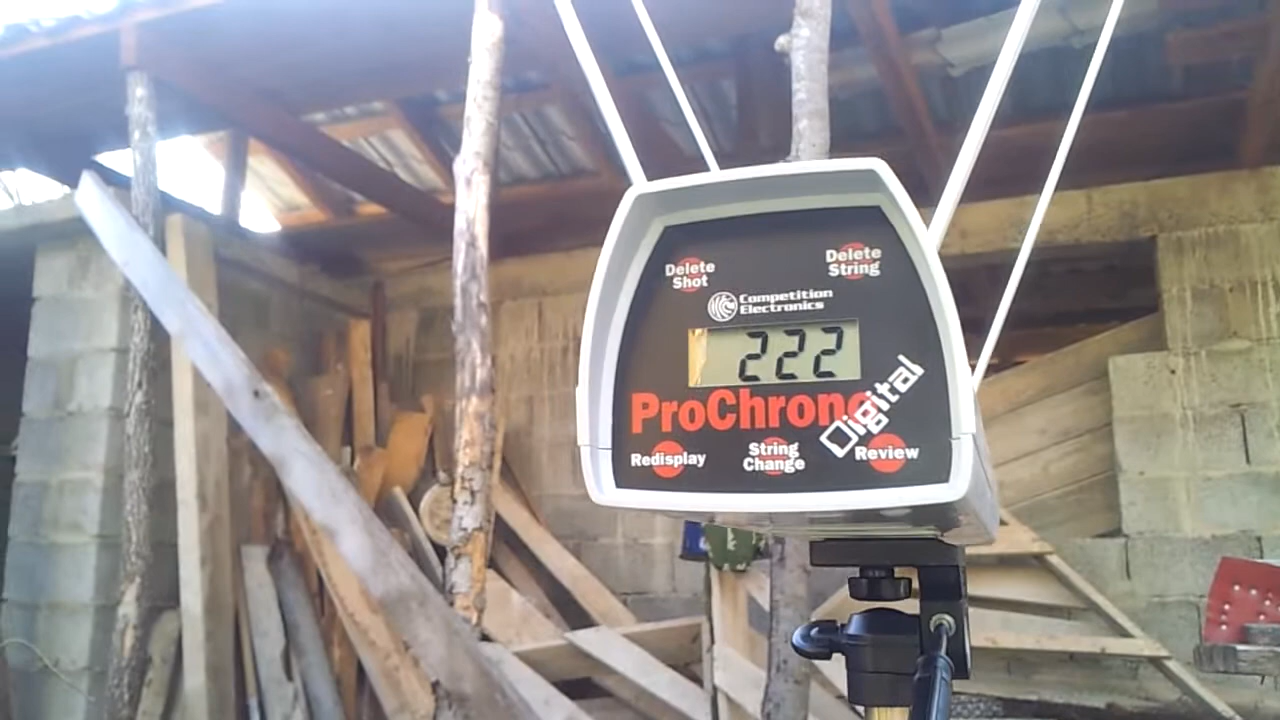 Delete
Shot
Delete
String
Competition
Electronics
222
ProChrono
Digital
Redisplay
String
Change
Review